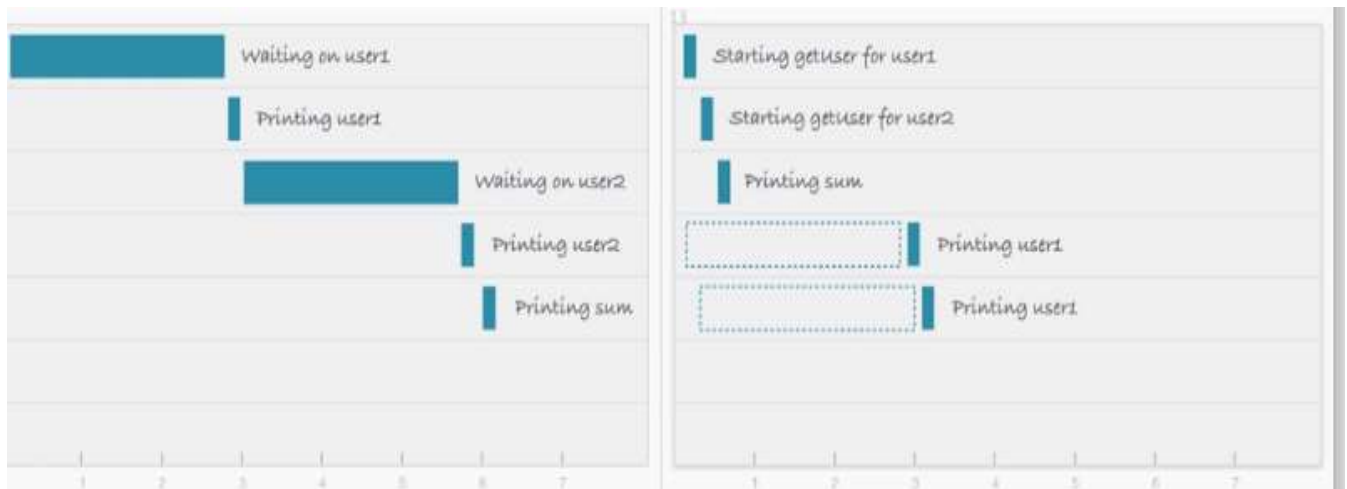 Waiting on user1
Printing user1
Waiting on user2
Printing user2
Printing sum
1 2 3 4 5 6 7
13
Starting getUser for user1
Starting getUser for user2
Printing sum
Printing user1
Printing user1
1 2 3 4 5 6 7